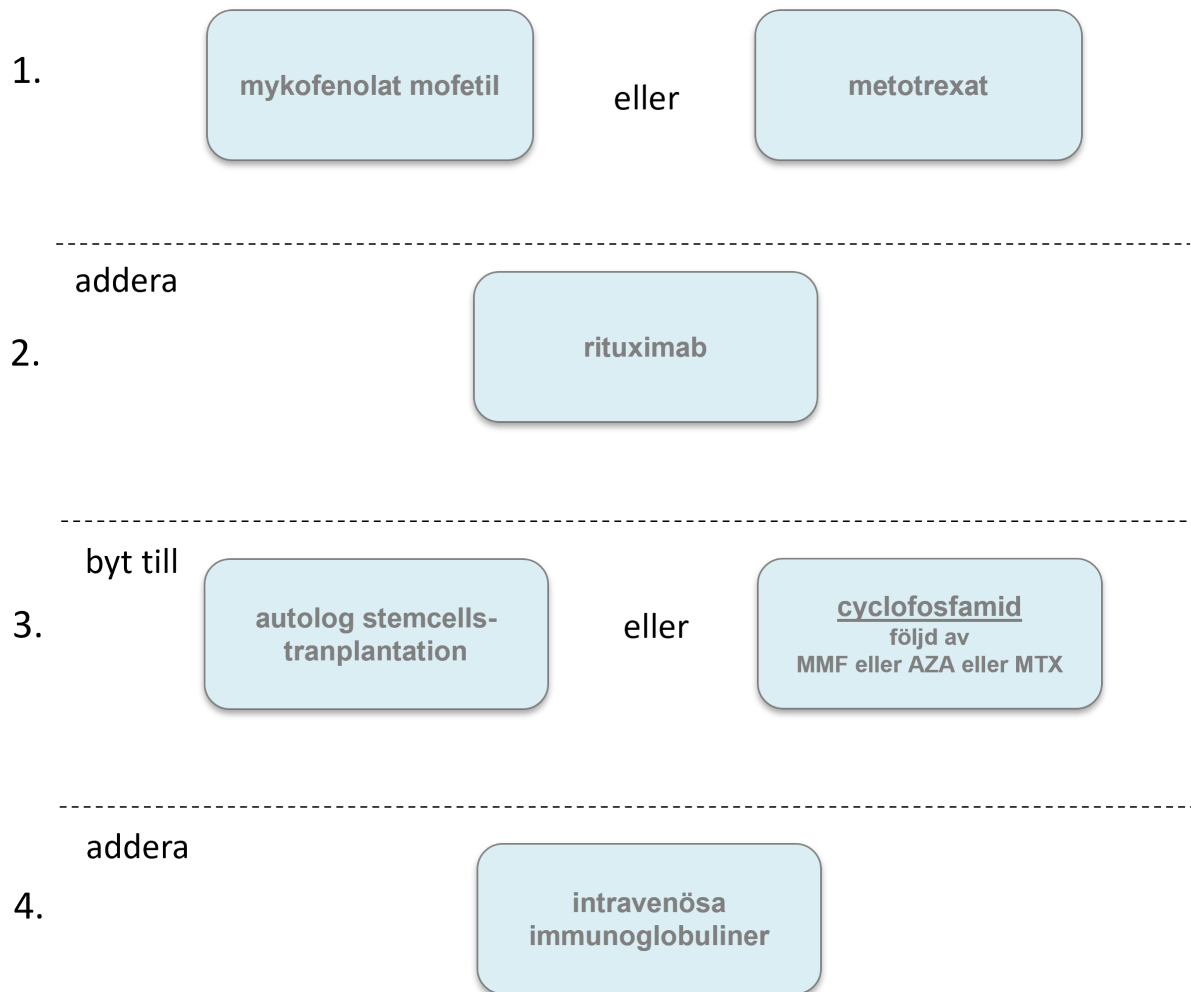 1.
mykofenolat mofetil
eller
metotrexat
addera
2.
rituximab
byt till
3.
autolog stemcells-
tranplantation
eller
cyclofosfamid
följd av
MMF eller AZA eller MTX
addera
4.
intravenösa
immunoglobuliner